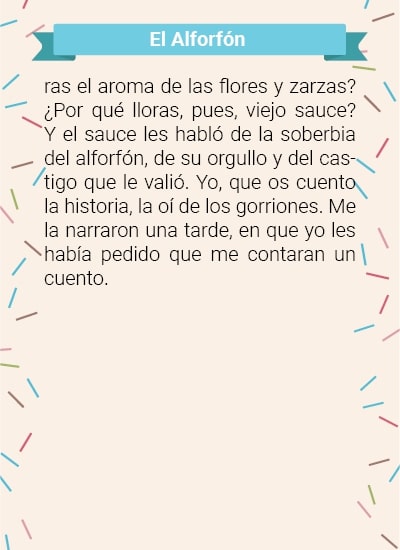 El Alforfón
ras el aroma de las flores y zarzas?
¿Por qué lloras, pues, viejo sauce?
Y el sauce les habló de la soberbia
del alforfón, de su orgullo y del cas-
tigo que le valió. Yo, que os cuento
la historia, la oí de los gorriones. Me
la narraron una tarde, en que yo les
había pedido que me contaran un
cuento.